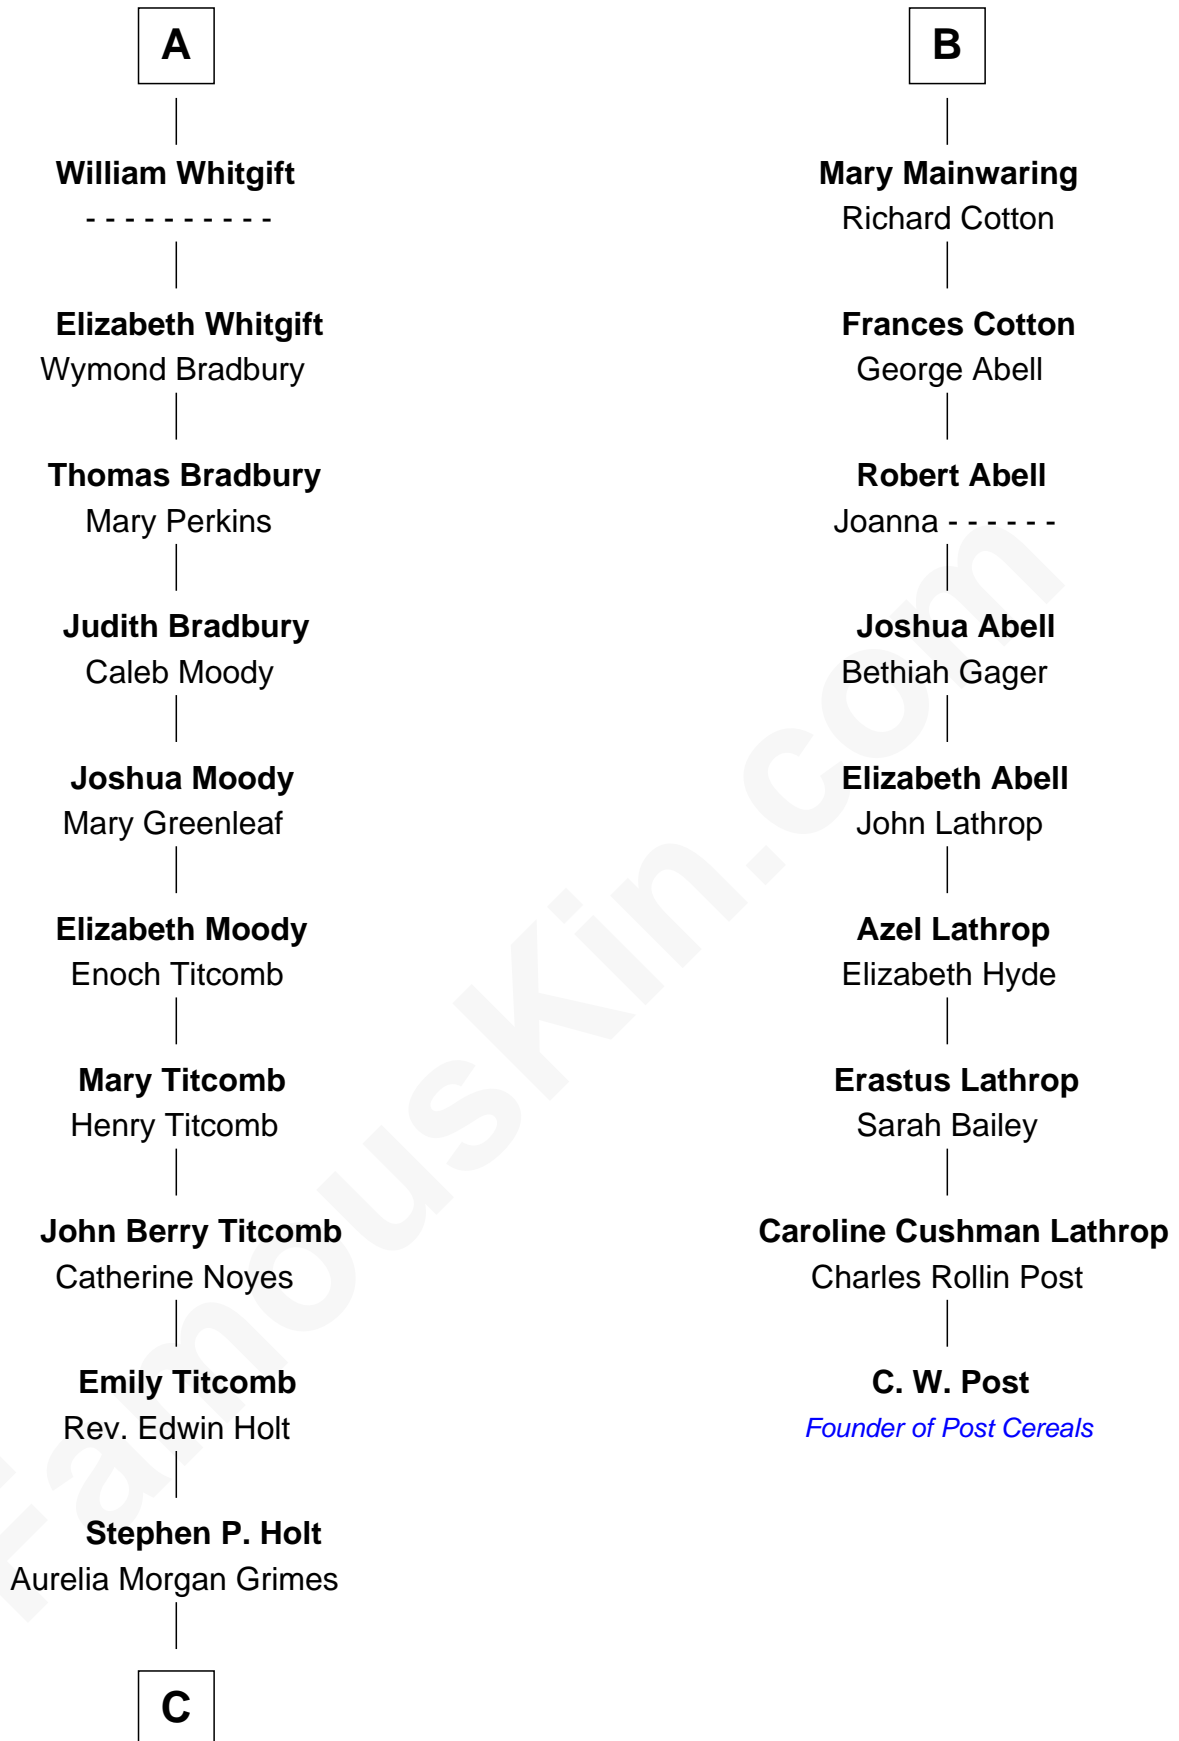 A
William Whitgift
- - - - - - - - - -
Elizabeth Whitgift
Wymond Bradbury
Thomas Bradbury
Mary Perkins
Judith Bradbury
Caleb Moody
Joshua Moody
Mary Greenleaf
Elizabeth Moody
Enoch Titcomb
Mary Titcomb
Henry Titcomb
John Berry Titcomb
Catherine Noyes
Emily Titcomb
Rev. Edwin Holt
Stephen P. Holt
Aurelia Morgan Grimes
C
B
Mary Mainwaring
Richard Cotton
Frances Cotton
George Abell
Robert Abell
Joanna - - - - - -
Joshua Abell
Bethiah Gager
Elizabeth Abell
John Lathrop
Azel Lathrop
Elizabeth Hyde
Erastus Lathrop
Sarah Bailey
Caroline Cushman Lathrop
Charles Rollin Post
C. W. Post
Founder of Post Cereals
FamousKin.com